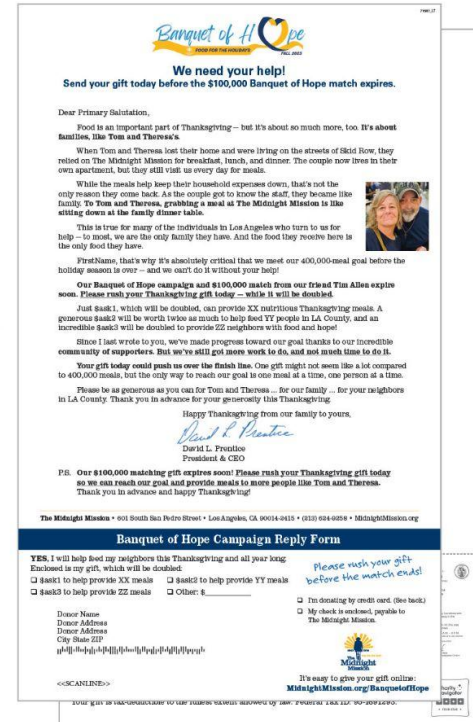 Banquet of Hope
FOOD FOR THE HOLIDAYS
FALL 2023
We need your help!
Send your gift today before the $100,000 Banquet of Hope match expires.
Dear Primary Salutation,
Food is an important part of Thanksgiving — but it's about so much more, too. It's about
families, like Tom and Theresa's.
When Tom and Theresa lost their home and were living on the streets of Skid Row, they
relied on The Midnight Mission for breakfast, lunch, and dinner. The couple now lives in their
own apartment, but they still visit us every day for meals.
While the meals help keep their household expenses down, that's not the
only reason they come back. As the couple got to know the staff, they became like
family. To Tom and Theresa, grabbing a meal at The Midnight Mission is like
sitting down at the family dinner table.
This is true for many of the individuals in Los Angeles who turn to us for
help — to most, we are the only family they have. And the food they receive here is
the only food they have.
FirstName, that's why it's absolutely critical that we meet our 400,000-meal goal before the
holiday season is over — and we can't do it without your help!
Our Banquet of Hope campaign and $100,000 match from our friend Tim Allen expire
soon. Please rush your Thanksgiving gift today — while it will be doubled.
Just $ask1, which will be doubled, can provide XX nutritious Thanksgiving meals. A
generous $ask2 will be worth twice as much to help feed YY people in LA County, and an
incredible $ask3 will be doubled to provide ZZ neighbors with food and hope!
Since I last wrote to you, we've made progress toward our goal thanks to our incredible
community of supporters. But we've still got more work to do, and not much time to do it.
Your gift today could push us over the finish line. One gift might not seem like a lot compared
to 400,000 meals, but the only way to reach our goal is one meal at a time, one person at a time.
Please be as generous as you can for Tom and Theresa ... for our family ... for your neighbors
in LA County. Thank you in advance for your generosity this Thanksgiving.
Happy Thanksgiving from our family to yours,
David L. Prentice
David L. Prentice
President & CEO
P.S. Our $100,000 matching gift expires soon! Please rush your Thanksgiving gift today
so we can reach our goal and provide meals to more people like Tom and Theresa.
Thank you in advance and happy Thanksgiving!
The Midnight Mission • 601 South San Pedro Street • Los Angeles, CA 90014-2415 • (213) 624-9258 • MidnightMission.org
Banquet of Hope Campaign Reply Form
YES, I will help feed my neighbors this Thanksgiving and all year long.
Enclosed is my gift, which will be doubled:
$ask1 to help provide XX meals
$ask2 to help provide YY meals
$ask3 to help provide ZZ meals
Other: $
Please rush your gift
before the match ends!
I'm donating by credit card. (See back.)
My check is enclosed, payable to
The Midnight Mission.
Donor Name
Donor Address
Donor Address
City State ZIP
The
Midnight
Mission
<<SCANLINE>>
It's easy to give your gift online:
MidnightMission.org/BanquetofHope
Your gift is tax-deductible to the fullest extent allowed by law. Federal Tax ID: